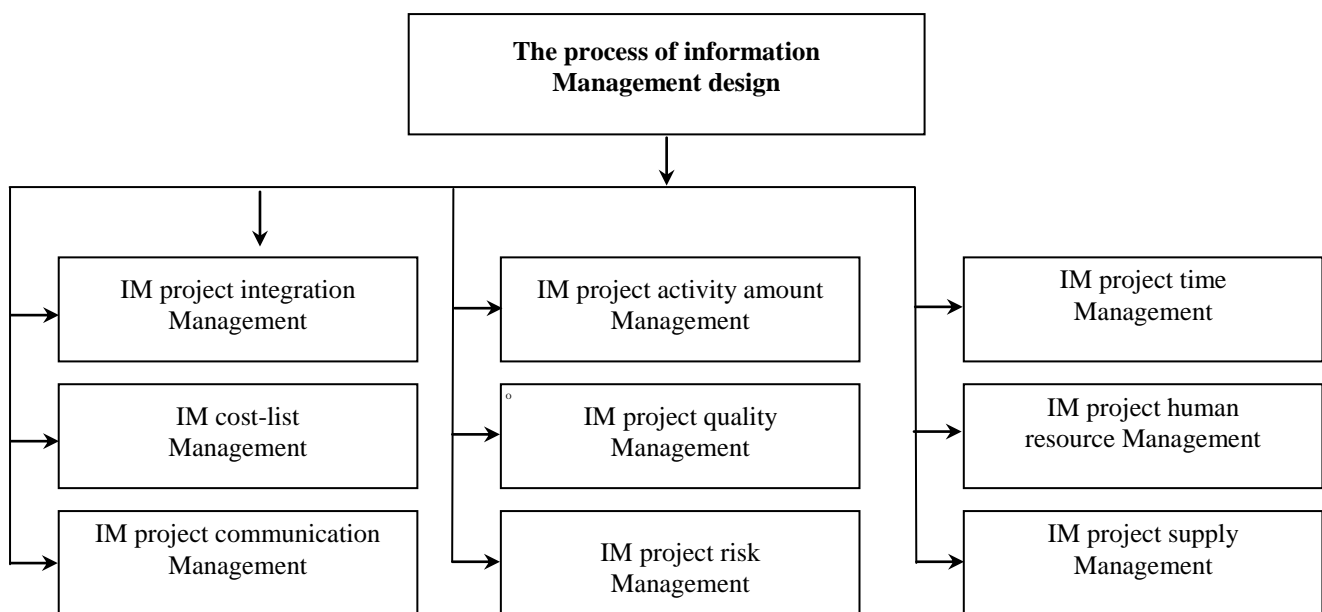 The process of information
Management design
IM project integration
Management
IM project activity amount
Management
IM project time
Management
IM cost-list
Management
o
IM project quality
Management
IM project human
resource Management
IM project communication
Management
IM project risk
Management
IM project supply
Management